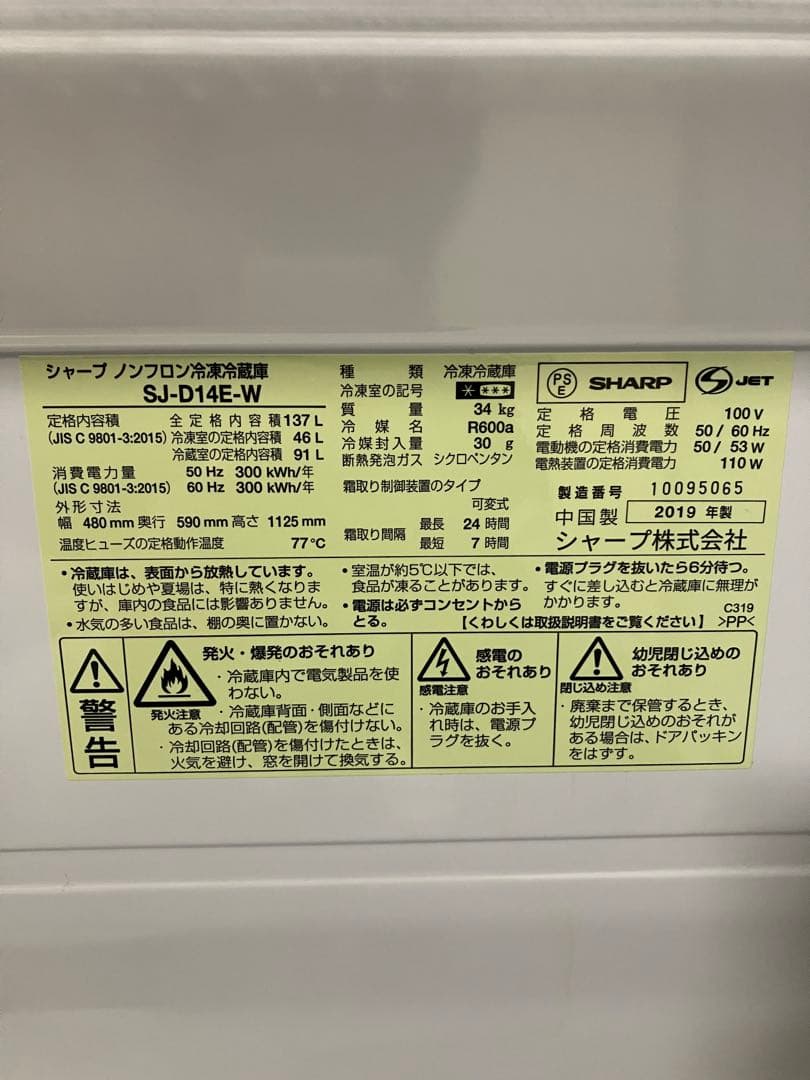 シャープ ノンフロン冷凍冷蔵庫
SJ-D14E-W
定格内容積 全定格内容積 137 L
(JIS C 9801-3:2015) 冷凍室の定格内容積 46 L
冷蔵室の定格内容積 91 L
消費電力量 50 Hz 300 kWh/年
(JIS C 9801-3:2015) 60 Hz 300 kWh/年
外形寸法
幅 480 mm 奥行 590 mm 高さ 1125 mm
温度ヒューズの定格動作温度 77℃
種類 冷凍冷蔵庫
冷凍室の記号 * ***
質量 34 kg
冷媒名 R600a
冷媒封入量 30 g
断熱発泡ガス シクロペンタン
霜取り制御装置のタイプ
可変式
霜取り間隔 最長 24 時間
最短 7 時間
PSE SHARP S JET
定格電圧 100 V
定格周波数 50 / 60 Hz
電動機の定格消費電力 50 / 53 W
電熱装置の定格消費電力 110 W
製造番号 10095065
中国製 2019 年製
シャープ株式会社
・冷蔵庫は、表面から放熱しています。
使いはじめや夏場は、特に熱くなりま
すが、庫内の食品には影響ありません。
・水気の多い食品は、棚の奥に置かない。
・室温が約5℃以下では、
食品が凍ることがあります。
・電源は必ずコンセントから
とる。
・電源プラグを抜いたら6分待つ。
すぐに差し込むと冷蔵庫に無理が
かかります。
C319
【くわしくは取扱説明書をご覧ください】 >PP<
警告
発火・爆発のおそれあり
発火注意
・冷蔵庫内で電気製品を使
わない。
・冷蔵庫背面・側面などに
ある冷却回路(配管)を傷付けない。
・冷却回路(配管)を傷付けたときは、
火気を避け、窓を開けて換気する。
感電の
おそれあり
感電注意
・冷蔵庫のお手入
れ時は、電源プ
ラグを抜く。
幼児閉じ込めの
おそれあり
閉じ込め注意
・廃棄まで保管するとき、
幼児閉じ込めのおそれが
ある場合は、ドアパッキン
をはずす。